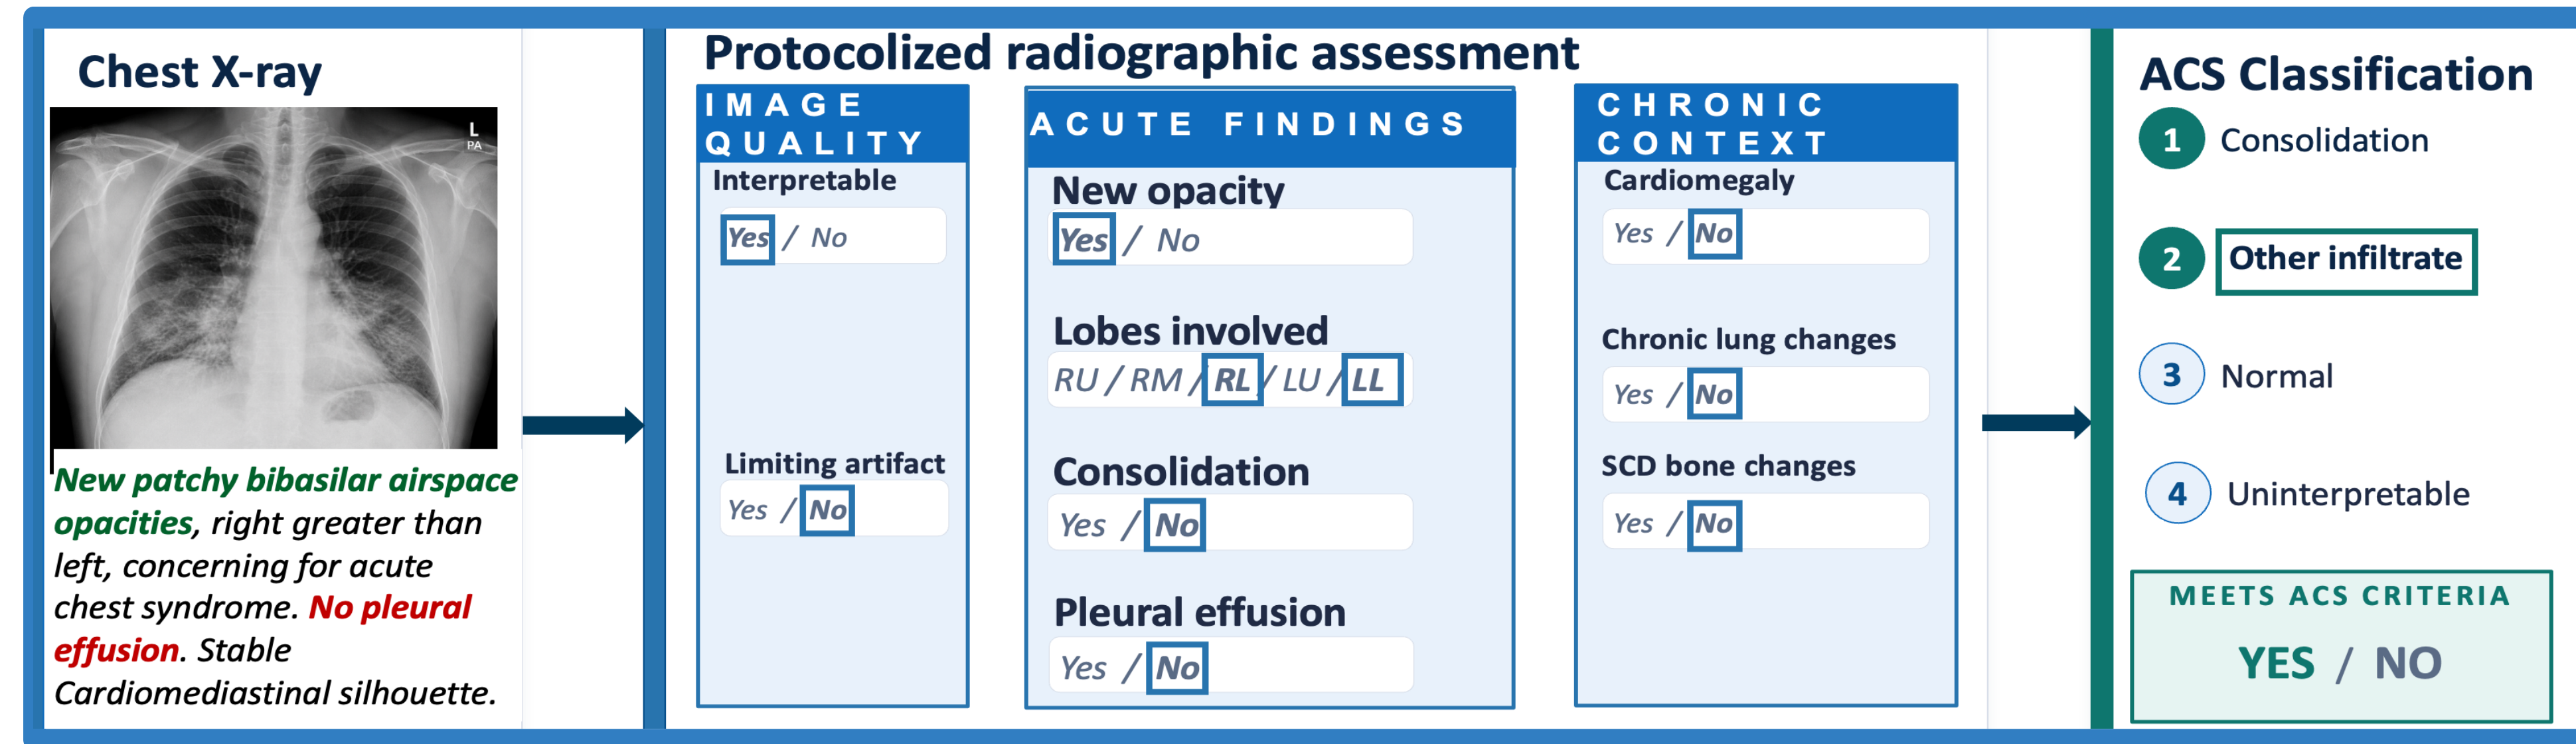 Chest X-ray
L
PA
New patchy bibasilar airspace
opacities, right greater than
left, concerning for acute
chest syndrome. No pleural
effusion. Stable
Cardiomediastinal silhouette.
Protocolized radiographic assessment
IMAGE
QUALITY
Interpretable
Yes / No
Limiting artifact
Yes / No
ACUTE FINDINGS
New opacity
Yes / No
Lobes involved
RU / RM / RL / LU / LL
Consolidation
Yes / No
Pleural effusion
Yes / No
CHRONIC
CONTEXT
Cardiomegaly
Yes / No
Chronic lung changes
Yes / No
SCD bone changes
Yes / No
ACS Classification
1 Consolidation
2 Other infiltrate
3 Normal
4 Uninterpretable
MEETS ACS CRITERIA
YES / NO